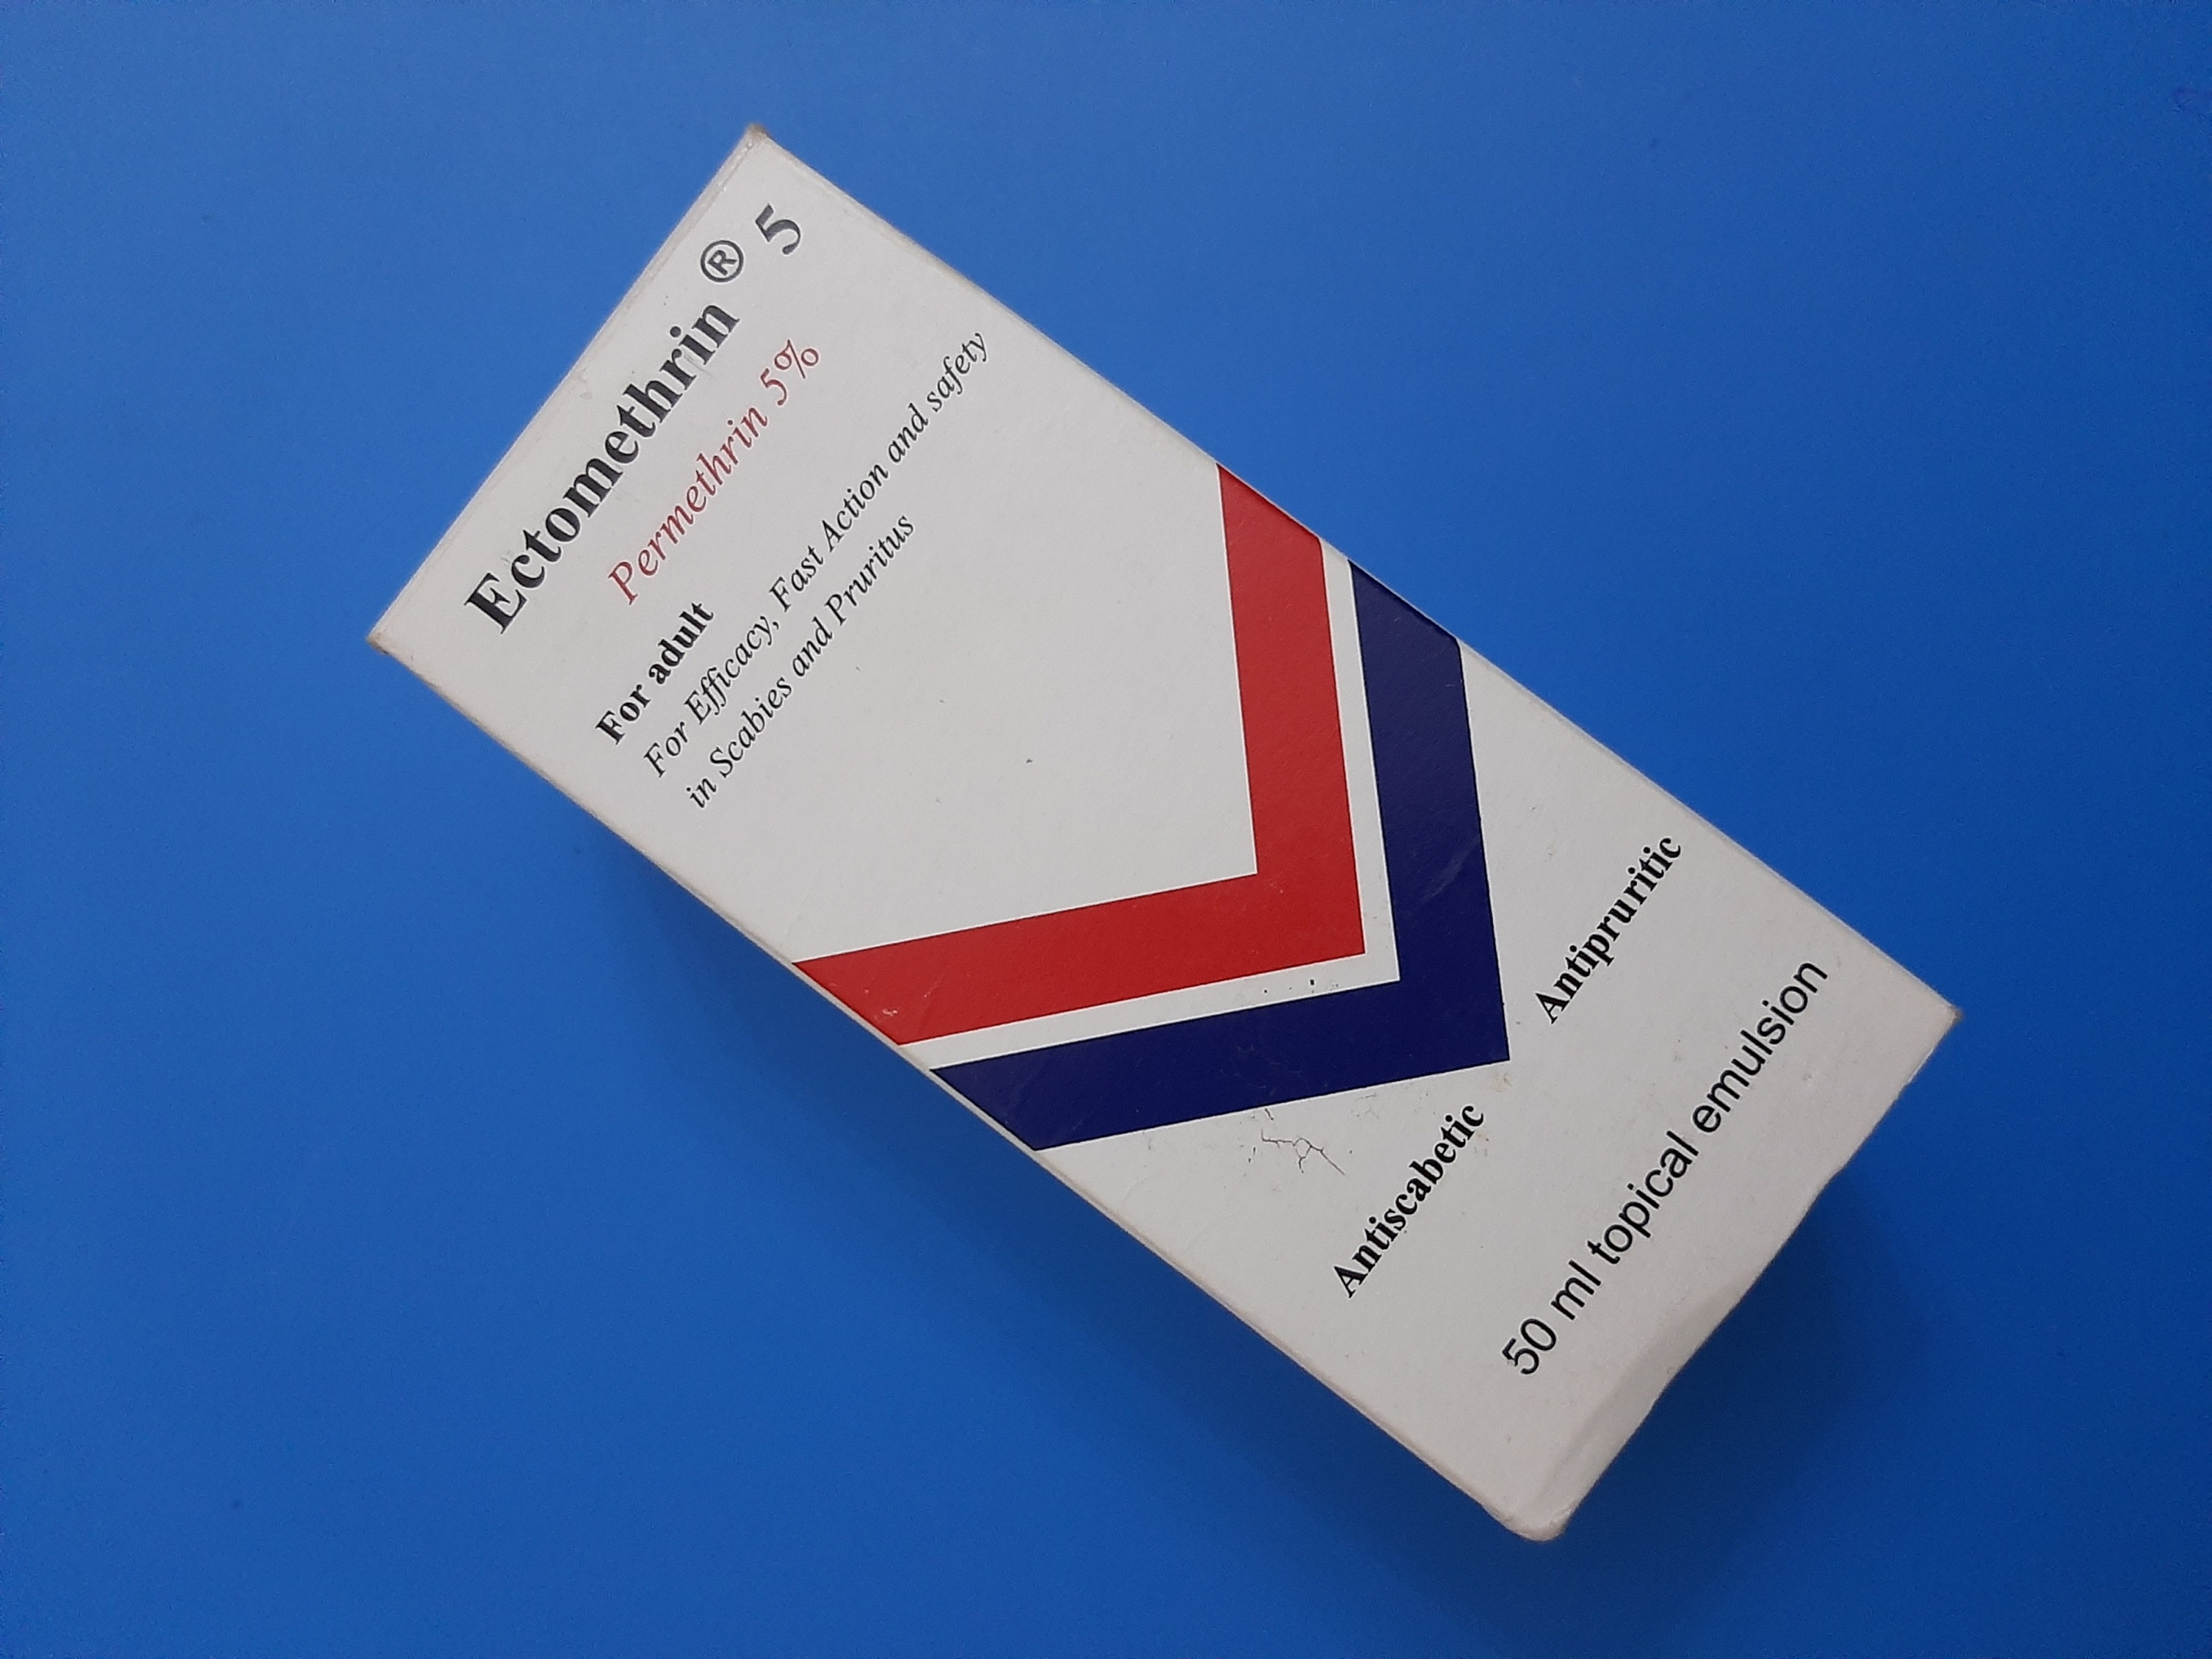 Ectomethrin ® 5
Permethrin 5%
For adult
For Efficacy, Fast Action and safety
in Scabies and Pruritus
Antiscabetic
Antipruritic
50 ml topical emulsion